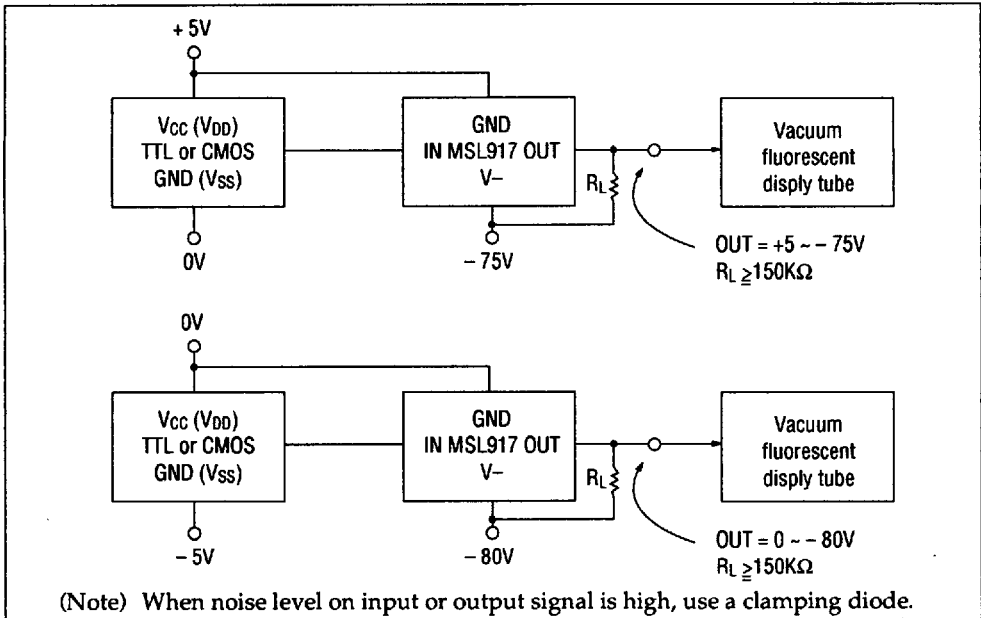 + 5V
Vcc (VDD)
TTL or CMOS
GND (Vss)
GND
IN MSL917 OUT
V–
Vacuum
fluorescent
disply tube
RL
0V
– 75V
OUT = +5 ~ – 75V
RL ≧150KΩ
0V
Vcc (VDD)
TTL or CMOS
GND (Vss)
GND
IN MSL917 OUT
V–
Vacuum
fluorescent
disply tube
RL
– 5V
– 80V
OUT = 0 ~ – 80V
RL ≧150KΩ
(Note) When noise level on input or output signal is high, use a clamping diode.